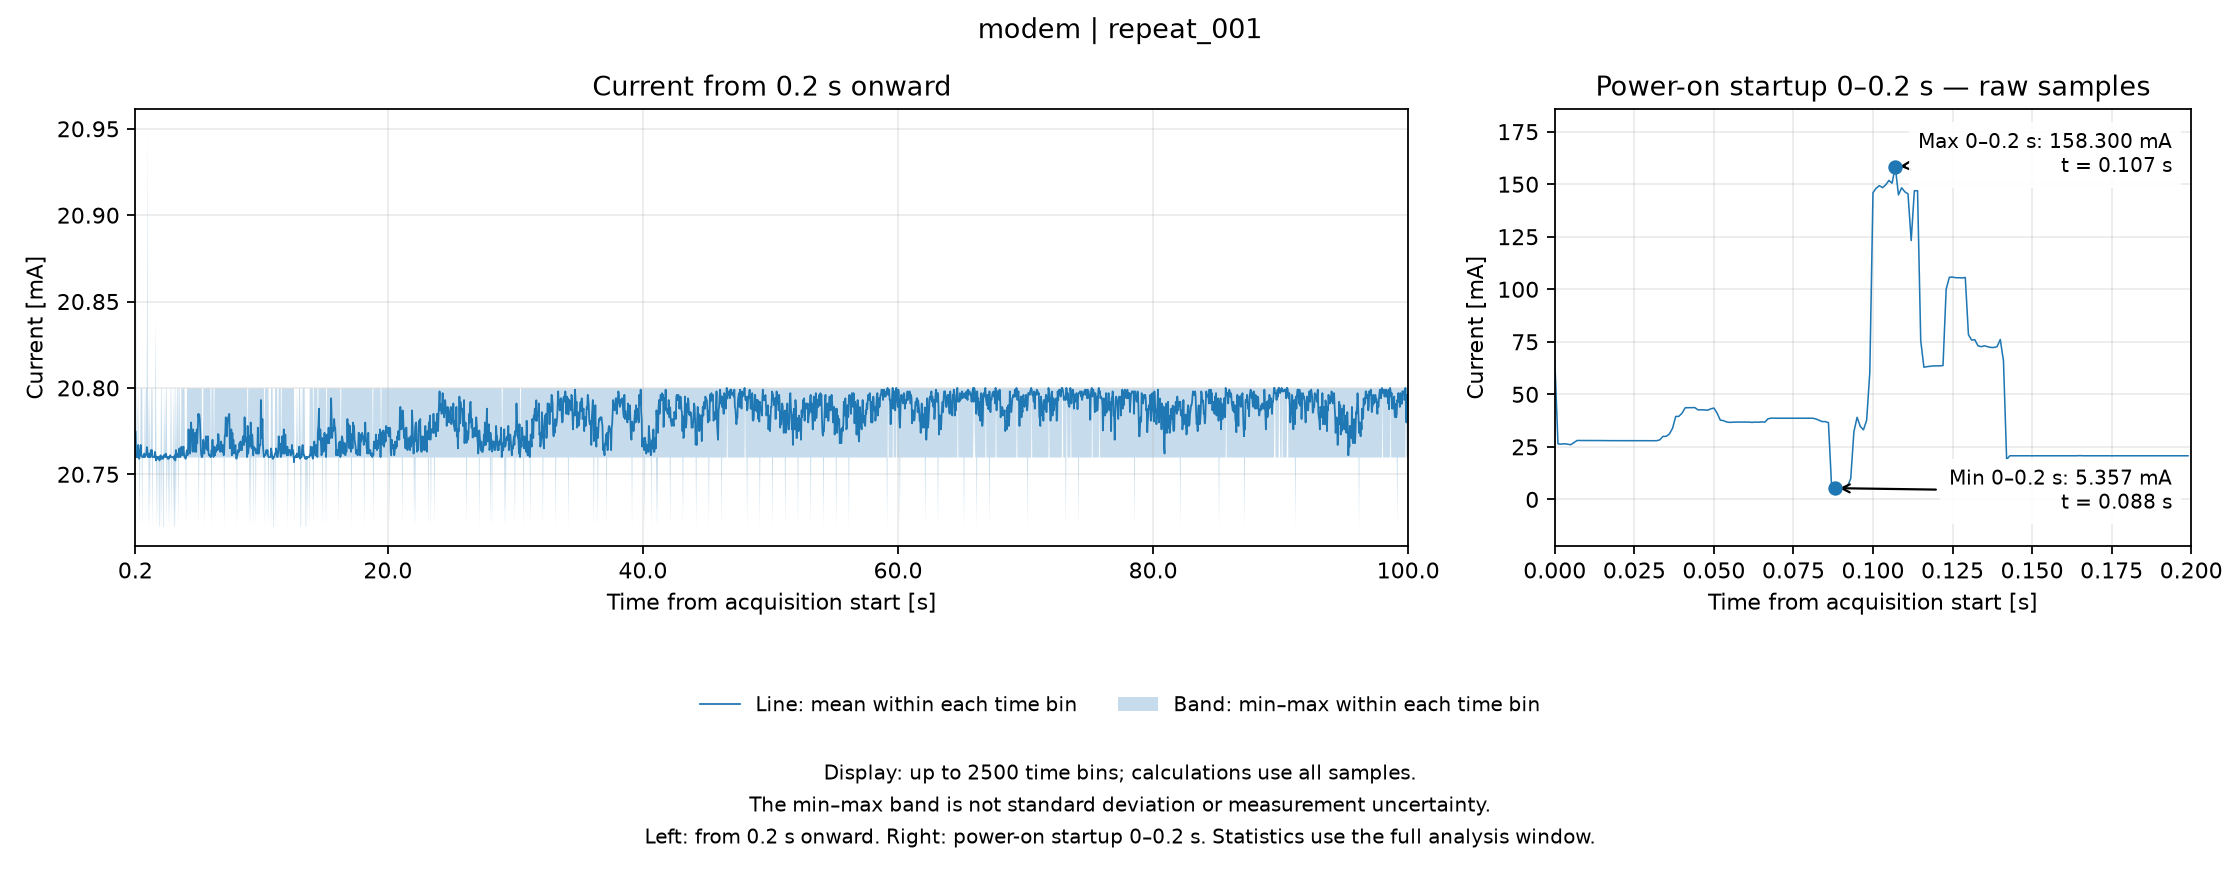 modem | repeat_001
Current from 0.2 s onward
Current [mA]
20.95
20.90
20.85
20.80
20.75
0.2
20.0
40.0
60.0
80.0
100.0
Time from acquisition start [s]
Power-on startup 0–0.2 s — raw samples
Current [mA]
175
150
125
100
75
50
25
0
Max 0–0.2 s: 158.300 mA
t = 0.107 s
Min 0–0.2 s: 5.357 mA
t = 0.088 s
0.000
0.025
0.050
0.075
0.100
0.125
0.150
0.175
0.200
Time from acquisition start [s]
Line: mean within each time bin
Band: min–max within each time bin
Display: up to 2500 time bins; calculations use all samples.
The min–max band is not standard deviation or measurement uncertainty.
Left: from 0.2 s onward. Right: power-on startup 0–0.2 s. Statistics use the full analysis window.